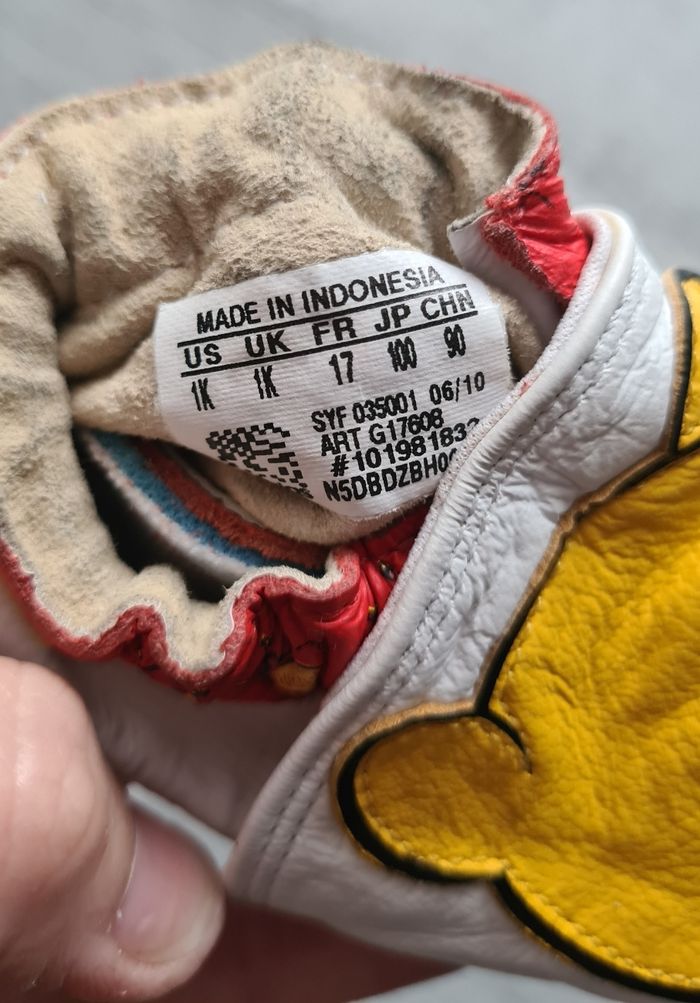 MADE IN INDONESIA
US UK FR JP CHN
1K 1K 17 100 90
SYF 035001 06/10
ART G17608